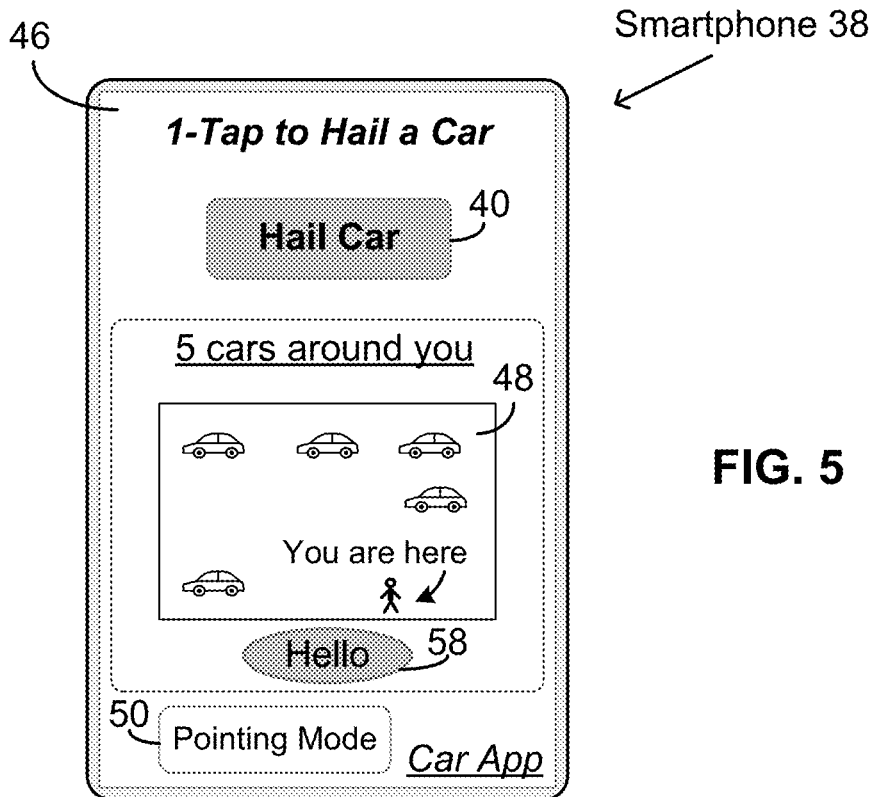 Smartphone 38
46
1-Tap to Hail a Car
40
Hail Car
5 cars around you
48
FIG. 5
You are here
Hello
58
50
Pointing Mode
Car App